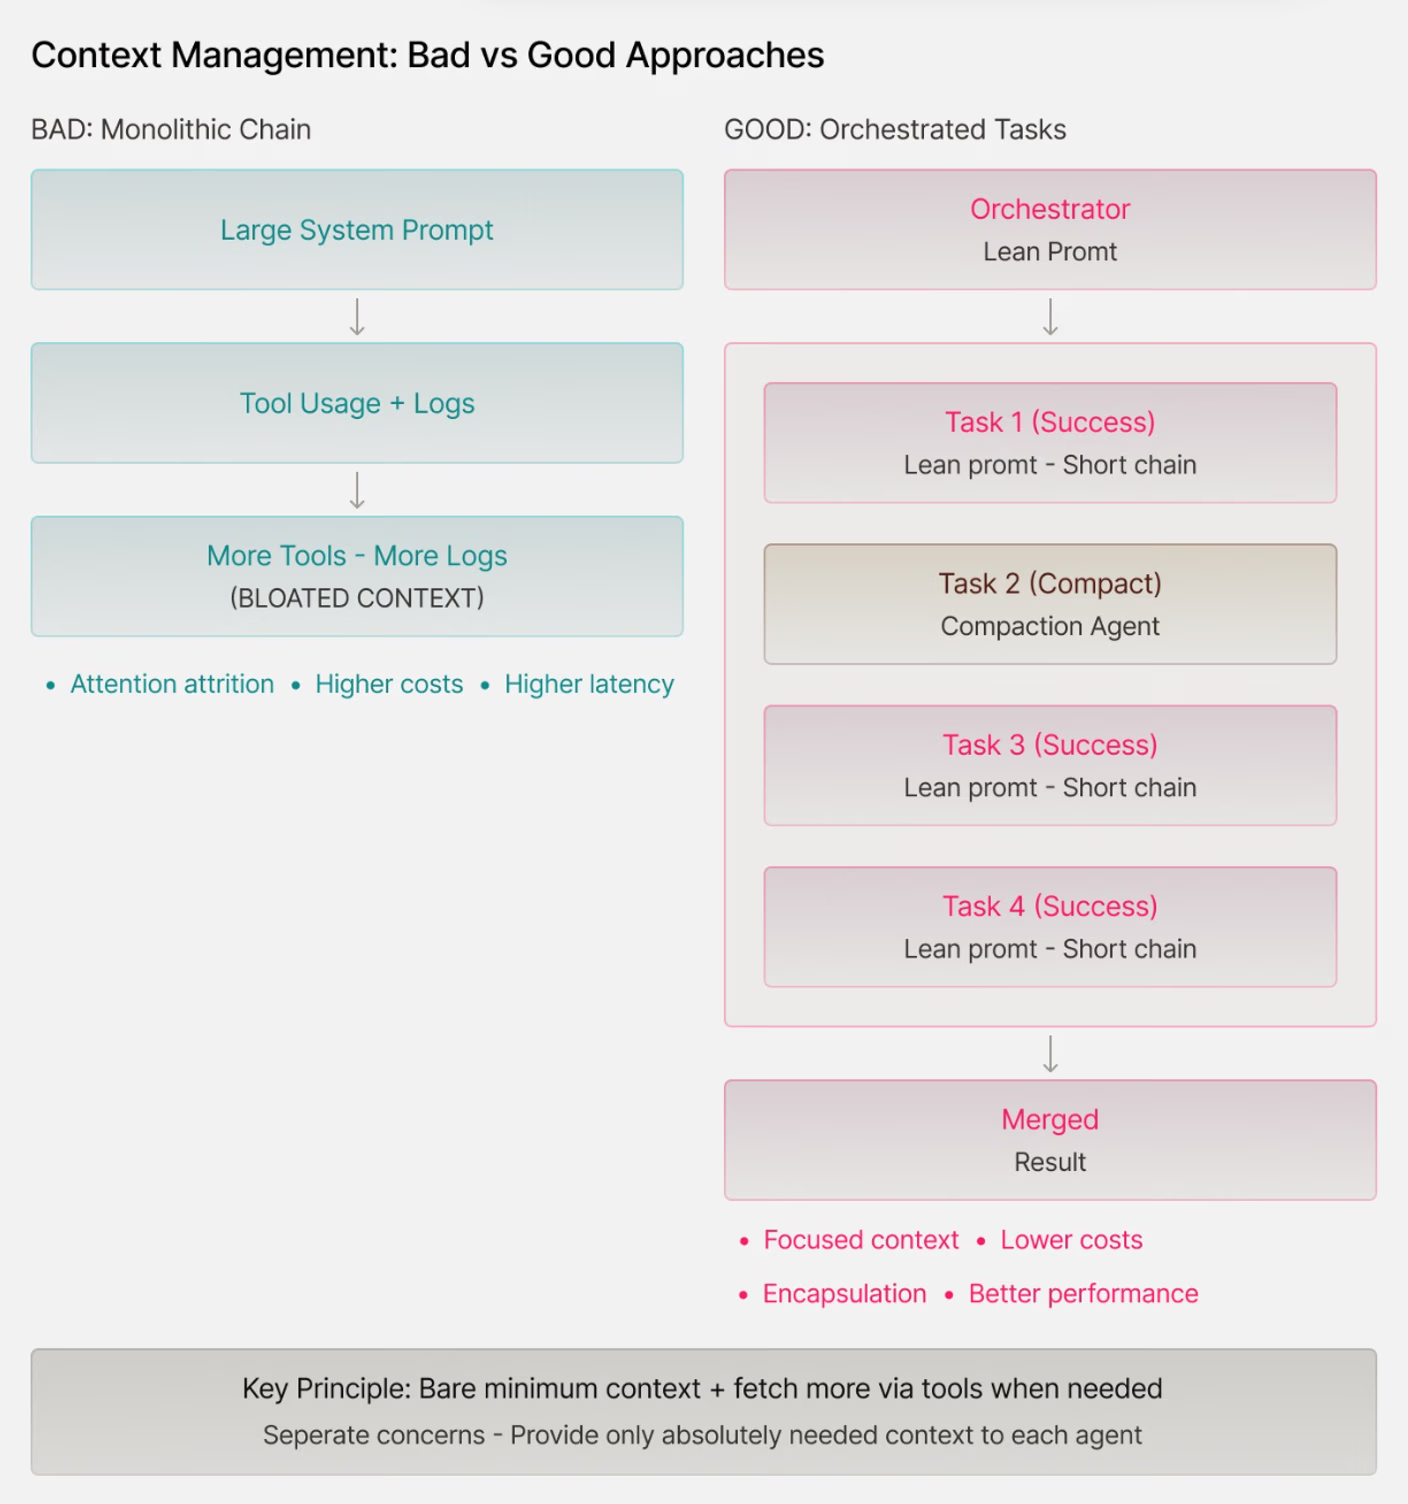 Context Management: Bad vs Good Approaches
BAD: Monolithic Chain
Large System Prompt
Tool Usage + Logs
More Tools - More Logs
(BLOATED CONTEXT)
• Attention attrition • Higher costs • Higher latency
GOOD: Orchestrated Tasks
Orchestrator
Lean Promt
Task 1 (Success)
Lean promt - Short chain
Task 2 (Compact)
Compaction Agent
Task 3 (Success)
Lean promt - Short chain
Task 4 (Success)
Lean promt - Short chain
Merged
Result
• Focused context • Lower costs
• Encapsulation • Better performance
Key Principle: Bare minimum context + fetch more via tools when needed
Seperate concerns - Provide only absolutely needed context to each agent